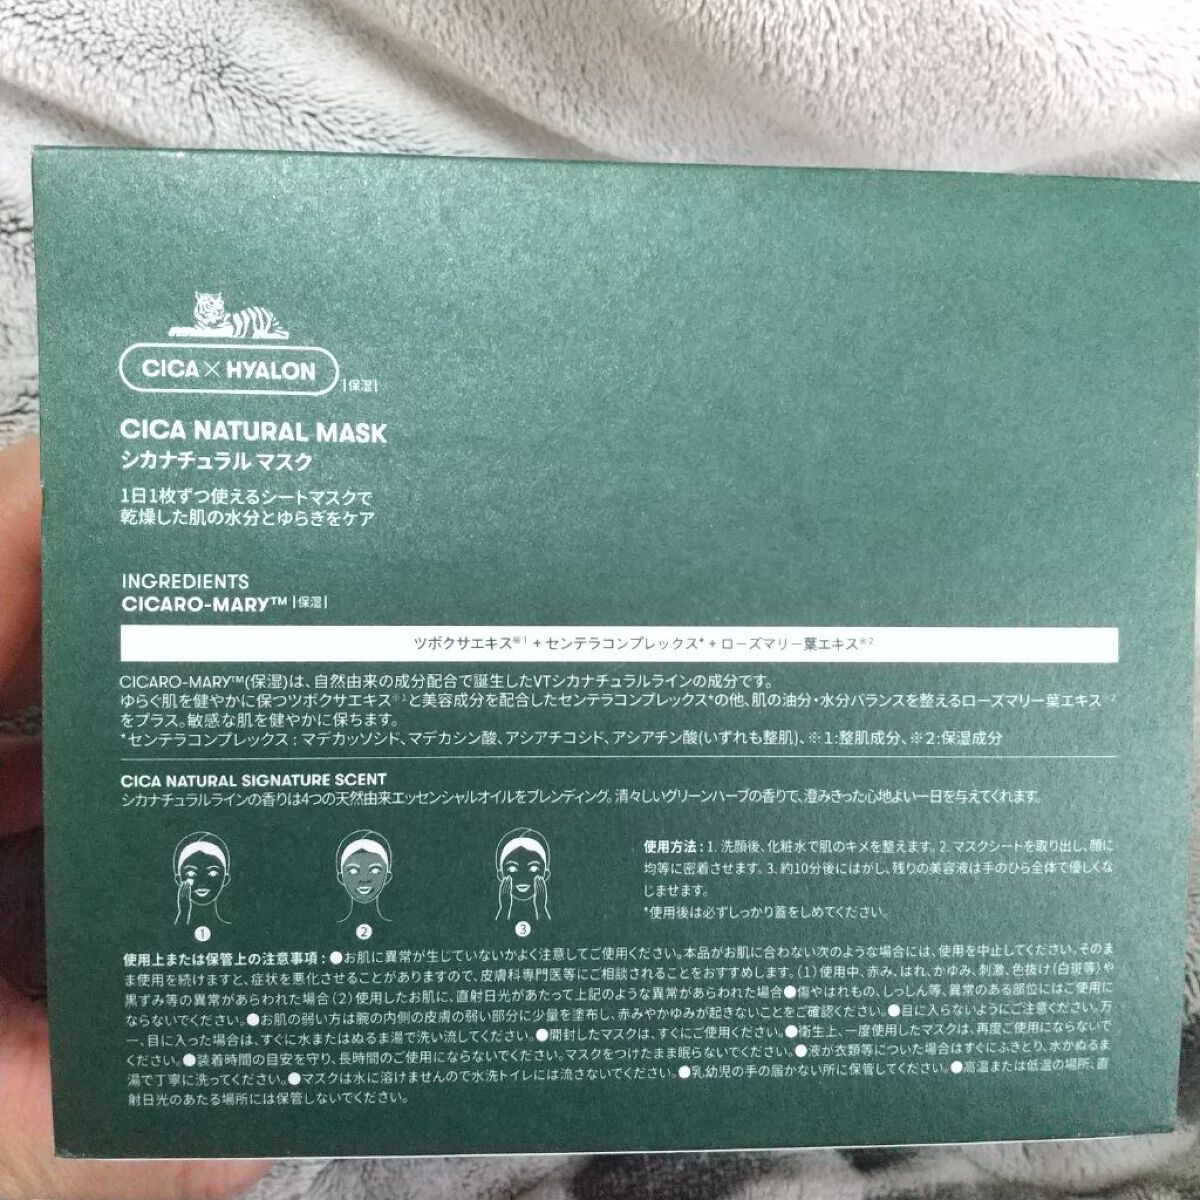 CICA×HYALON |保湿|
CICA NATURAL MASK
シカナチュラル マスク
1日1枚ずつ使えるシートマスクで
乾燥した肌の水分とゆらぎをケア
INGREDIENTS
CICARO-MARY™ |保湿|
ツボクサエキス※1 + センテラコンプレックス* + ローズマリー葉エキス※2
CICARO-MARY™(保湿)は、自然由来の成分配合で誕生したVTシカナチュラルラインの成分です。
ゆらぐ肌を健やかに保つツボクサエキス※1と美容成分を配合したセンテラコンプレックス*の他、肌の油分・水分バランスを整えるローズマリー葉エキス※2
をプラス。敏感な肌を健やかに保ちます。
*センテラコンプレックス : マデカッソシド、マデカシン酸、アシアチコシド、アシアチン酸(いずれも整肌)、※1:整肌成分、※2:保湿成分
CICA NATURAL SIGNATURE SCENT
シカナチュラルラインの香りは4つの天然由来エッセンシャルオイルをブレンディング。清々しいグリーンハーブの香りで、澄みきった心地よい一日を与えてくれます。
1
2
3
使用方法 : 1. 洗顔後、化粧水で肌のキメを整えます。2. マスクシートを取り出し、顔に
均等に密着させます。3. 約10分後にはがし、残りの美容液は手のひら全体で優しくな
じませます。
*使用後は必ずしっかり蓋をしめてください。
使用上または保管上の注意事項 : ●お肌に異常が生じていないかよく注意してご使用ください。本品がお肌に合わない次のような場合には、使用を中止してください。そのま
ま使用を続けますと、症状を悪化させることがありますので、皮膚科専門医等にご相談されることをおすすめします。(1)使用中、赤み、はれ、かゆみ、刺激、色抜け(白斑等)や
黒ずみ等の異常があらわれた場合(2)使用したお肌に、直射日光があたって上記のような異常があらわれた場合●傷やはれもの、しっしん等、異常のある部位にはご使用に
ならないでください。●お肌の弱い方は腕の内側の皮膚の弱い部分に少量を塗布し、赤みやかゆみが起きないことをご確認ください。●目に入らないようにご注意ください。万
一、目に入った場合は、すぐに水またはぬるま湯で洗い流してください。●開封したマスクは、すぐにご使用ください。●衛生上、一度使用したマスクは、再度ご使用にならないで
ください。●装着時間の目安を守り、長時間のご使用にならないでください。マスクをつけたまま眠らないでください。●液が衣類等についた場合はすぐにふきとり、水かぬるま
湯で丁寧に洗ってください。●マスクは水に溶けませんので水洗トイレには流さないでください。●乳幼児の手の届かない所に保管してください。●高温または低温の場所、直
射日光のあたる場所には保管しないでください。